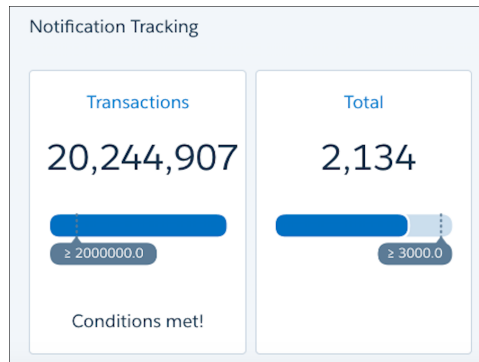 Notification Tracking
Transactions
20,244,907
≥ 2000000.0
Conditions met!
Total
2,134
≥ 3000.0